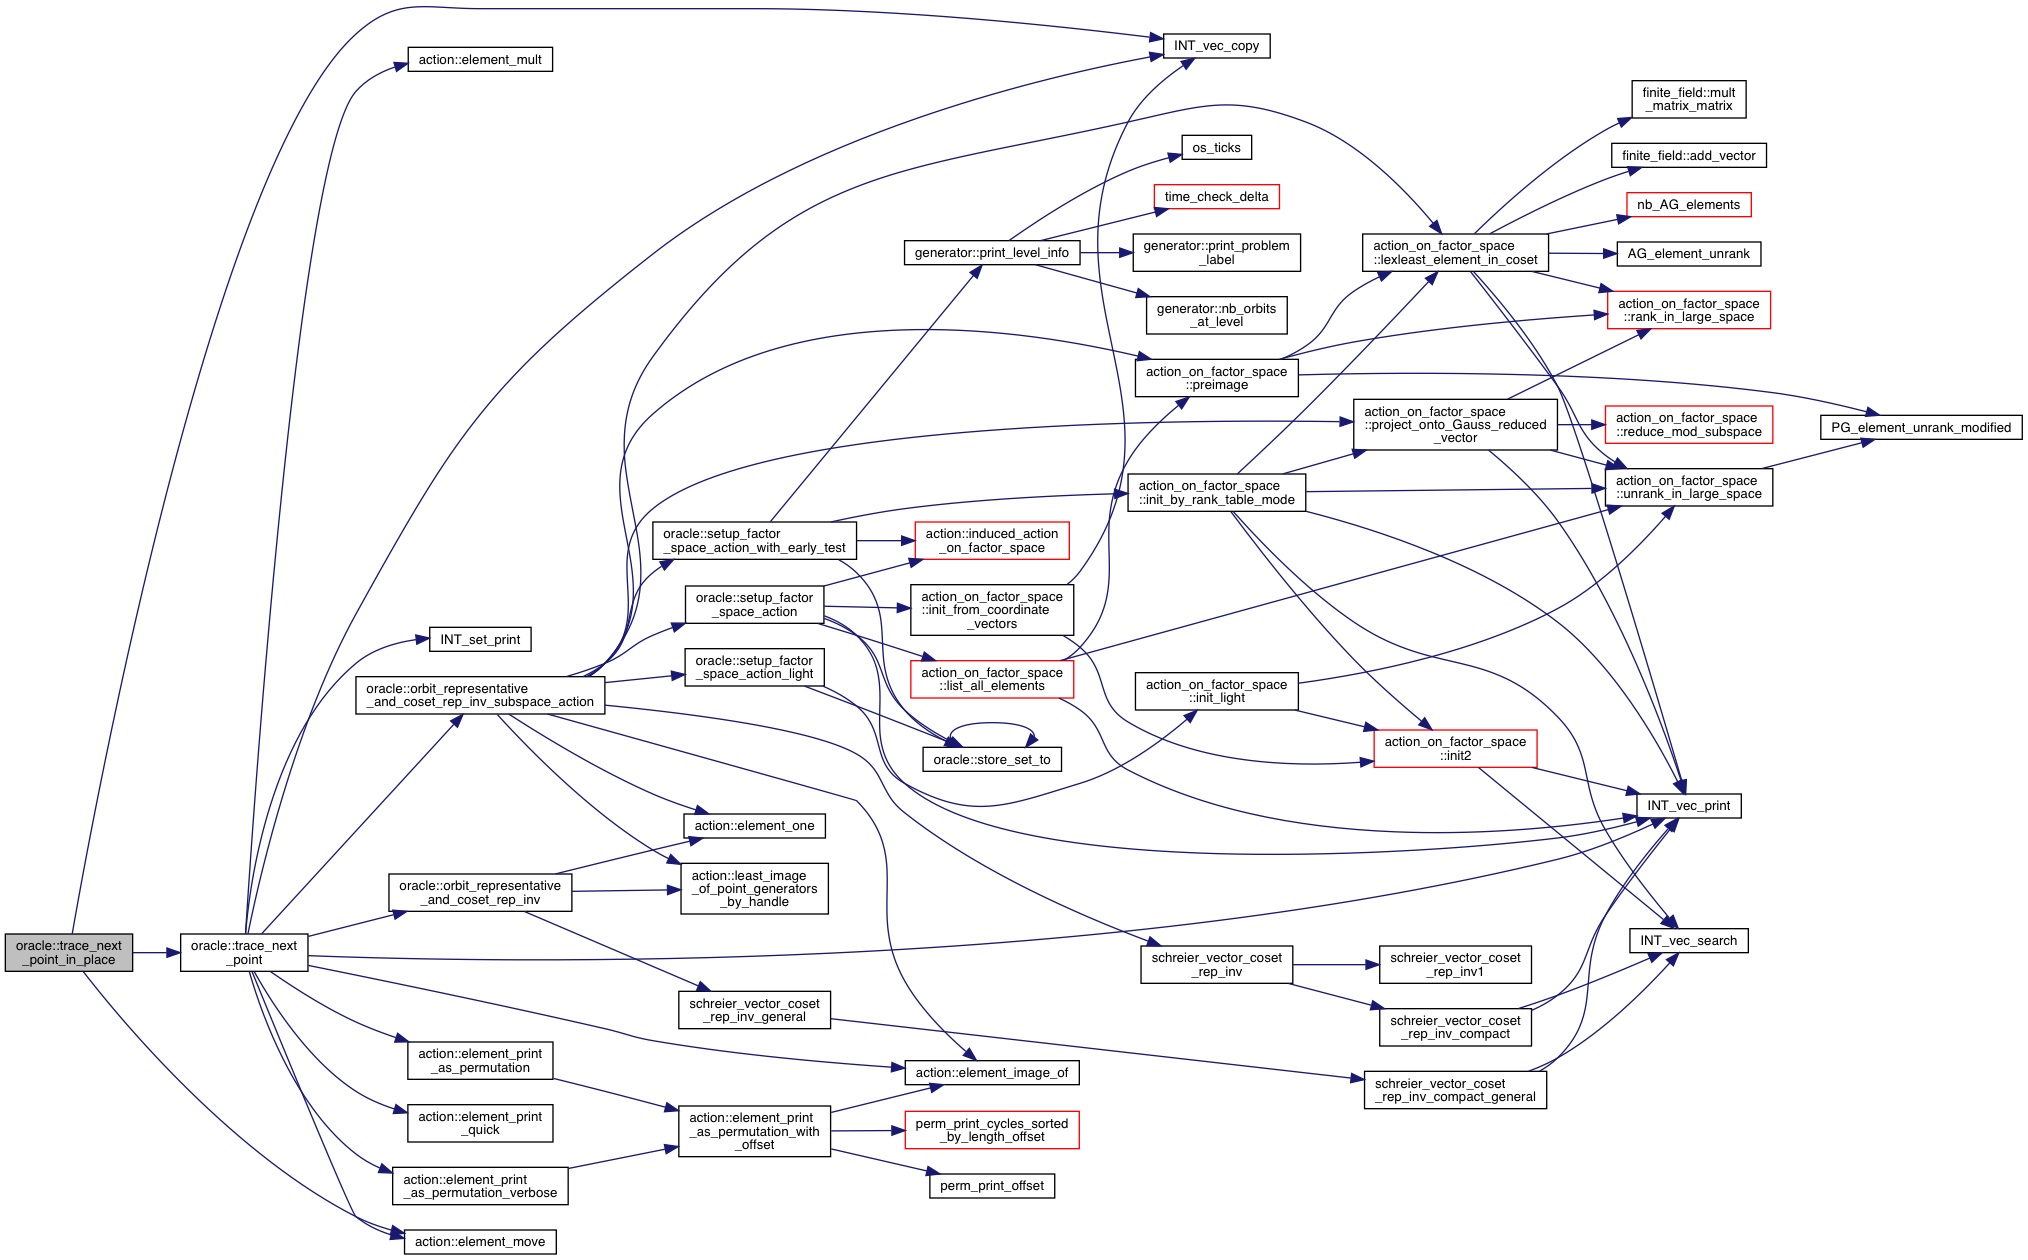 oracle::trace_next
_point_in_place
oracle::trace_next
_point
action::element_mult
INT_set_print
oracle::orbit_representative
_and_coset_rep_inv_subspace_action
oracle::orbit_representative
_and_coset_rep_inv
action::element_print
_as_permutation
action::element_print
_quick
action::element_print
_as_permutation_verbose
action::element_move
oracle::setup_factor
_space_action_with_early_test
oracle::setup_factor
_space_action
oracle::setup_factor
_space_action_light
action::element_one
action::least_image
_of_point_generators
_by_handle
schreier_vector_coset
_rep_inv_general
action::element_print
_as_permutation_with
_offset
generator::print_level_info
action::induced_action
_on_factor_space
action_on_factor_space
::init_from_coordinate
_vectors
action_on_factor_space
::list_all_elements
oracle::store_set_to
action::element_image_of
perm_print_cycles_sorted
_by_length_offset
perm_print_offset
INT_vec_copy
os_ticks
time_check_delta
generator::print_problem
_label
generator::nb_orbits
_at_level
action_on_factor_space
::preimage
action_on_factor_space
::init_by_rank_table_mode
action_on_factor_space
::init_light
schreier_vector_coset
_rep_inv
action_on_factor_space
::lexleast_element_in_coset
action_on_factor_space
::project_onto_Gauss_reduced
_vector
action_on_factor_space
::init2
schreier_vector_coset
_rep_inv1
schreier_vector_coset
_rep_inv_compact
schreier_vector_coset
_rep_inv_compact_general
finite_field::mult
_matrix_matrix
finite_field::add_vector
nb_AG_elements
AG_element_unrank
action_on_factor_space
::rank_in_large_space
action_on_factor_space
::reduce_mod_subspace
action_on_factor_space
::unrank_in_large_space
INT_vec_print
INT_vec_search
PG_element_unrank_modified